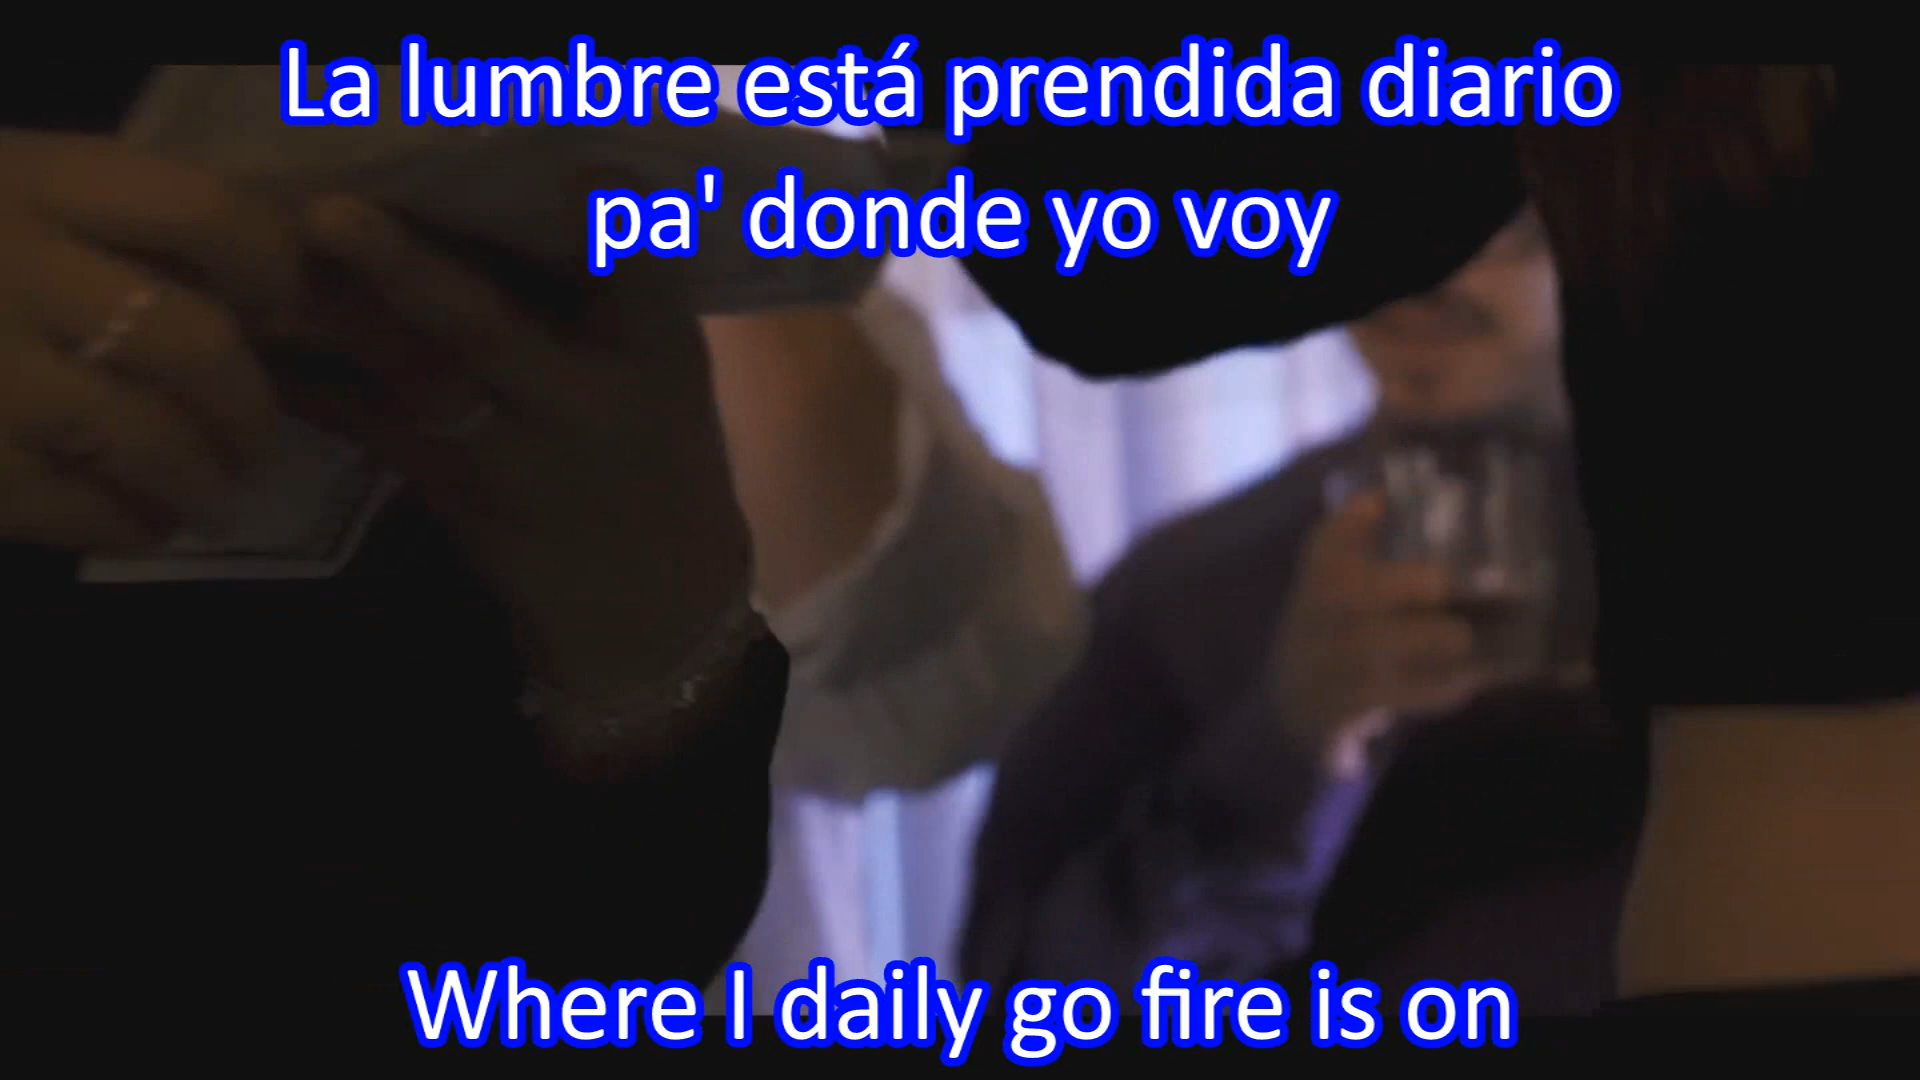 La lumbre está prendida diario
pa' donde yo voy
Where I daily go fire is on